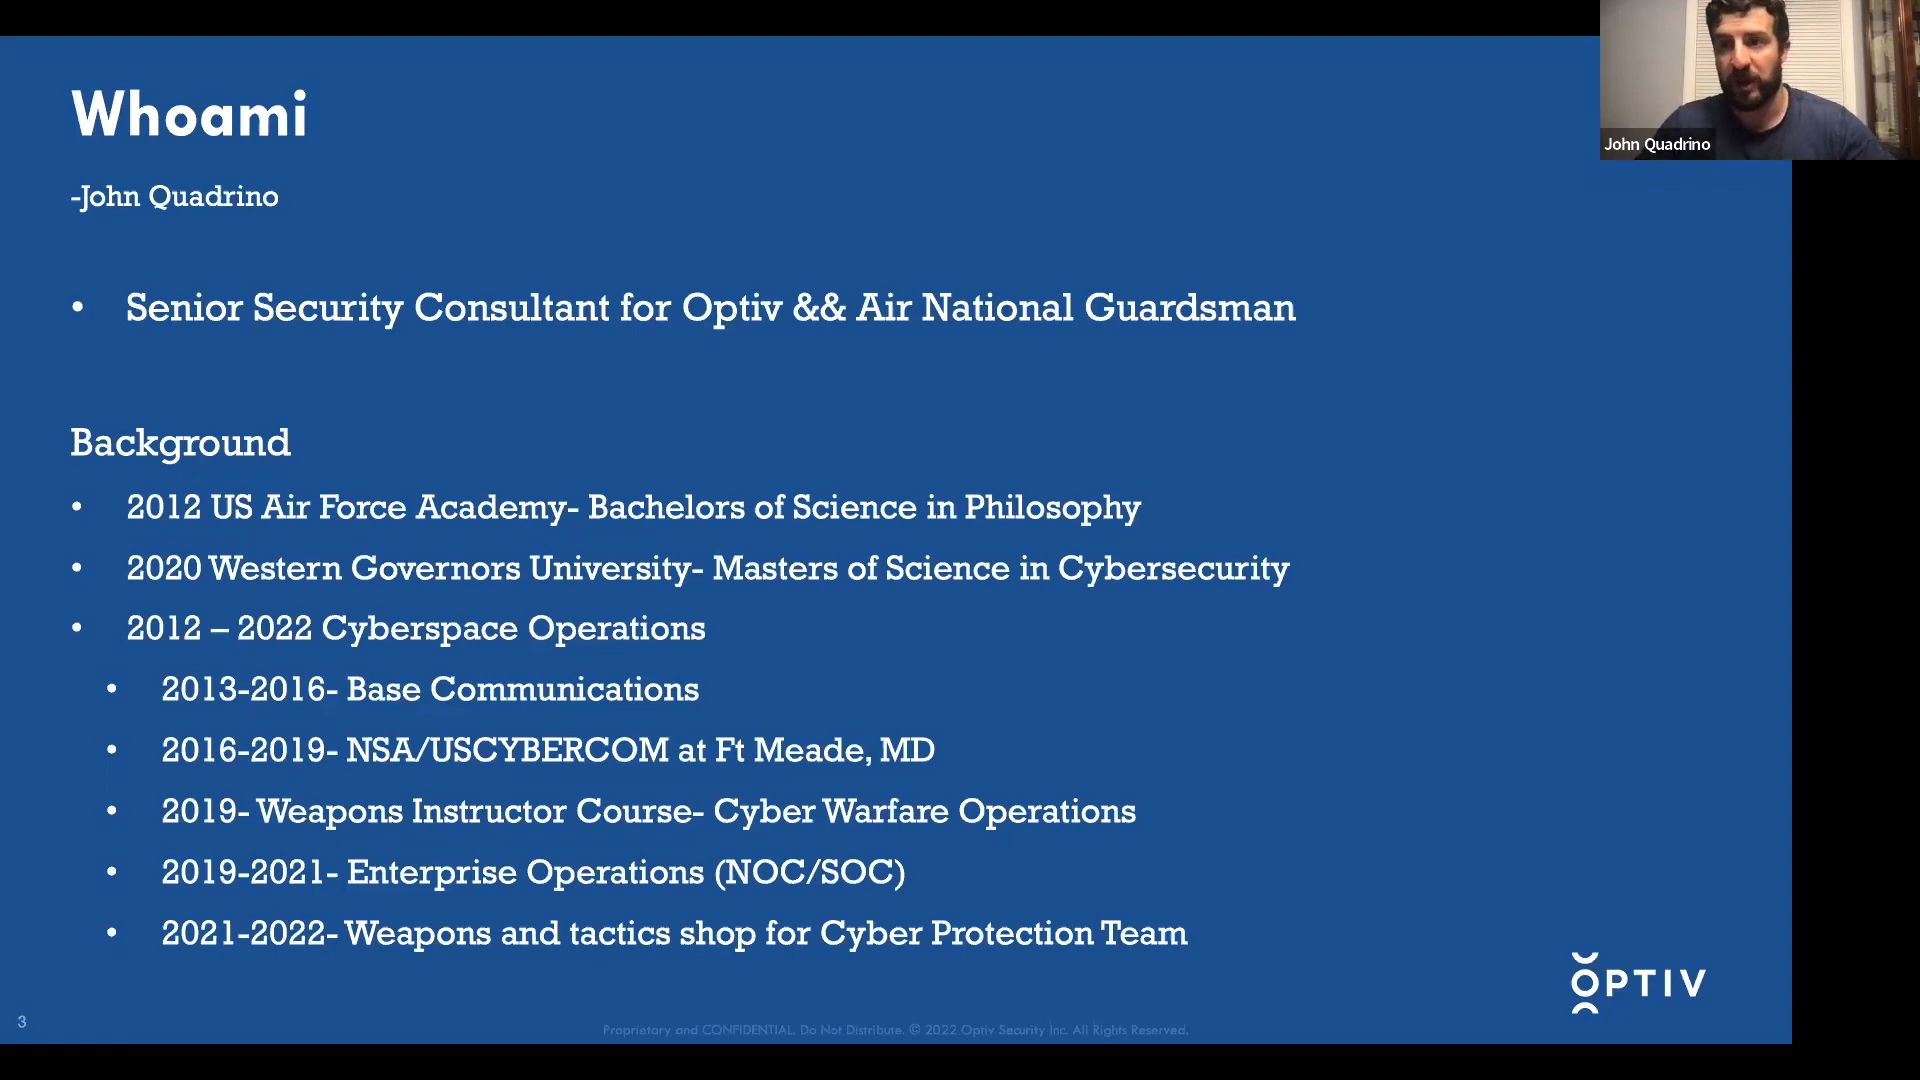 Whoami
John Quadrino
-John Quadrino
• Senior Security Consultant for Optiv && Air National Guardsman
Background
• 2012 US Air Force Academy- Bachelors of Science in Philosophy
• 2020 Western Governors University- Masters of Science in Cybersecurity
• 2012 – 2022 Cyberspace Operations
• 2013-2016- Base Communications
• 2016-2019- NSA/USCYBERCOM at Ft Meade, MD
• 2019- Weapons Instructor Course- Cyber Warfare Operations
• 2019-2021- Enterprise Operations (NOC/SOC)
• 2021-2022- Weapons and tactics shop for Cyber Protection Team
OPTIV
3
Proprietary and CONFIDENTIAL. Do Not Distribute. © 2022 Optiv Security Inc. All Rights Reserved.